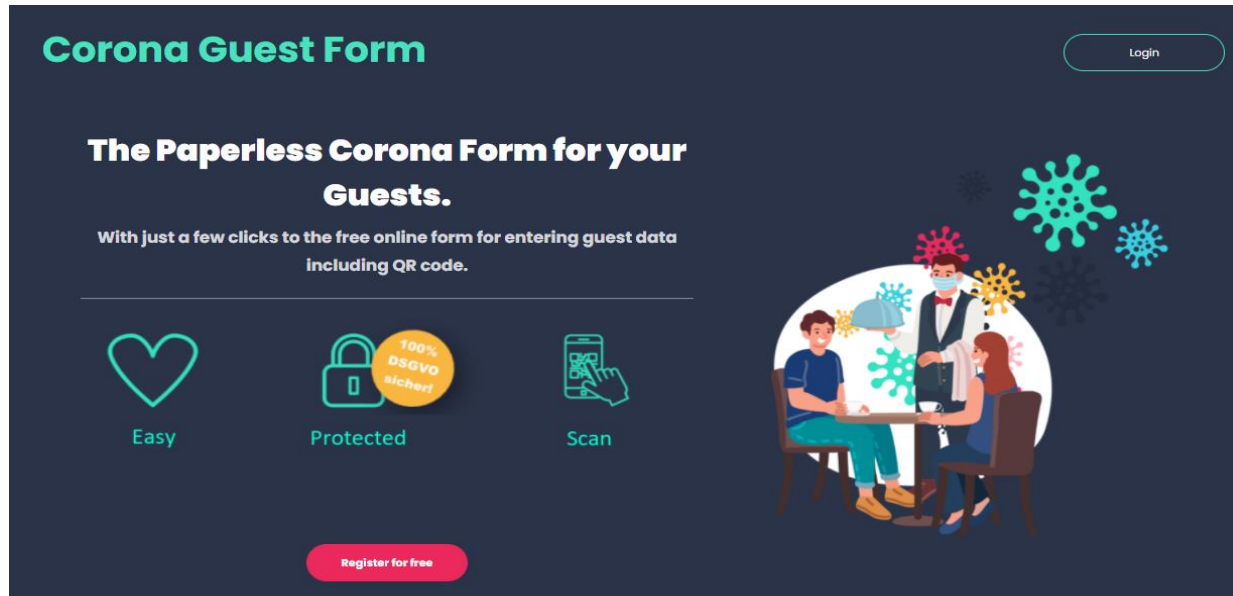 Corona Guest Form
Login
The Paperless Corona Form for your
Guests.
With just a few clicks to the free online form for entering guest data
including QR code.
100%
DSGVO
sicher!
Easy
Protected
Scan
Register for free